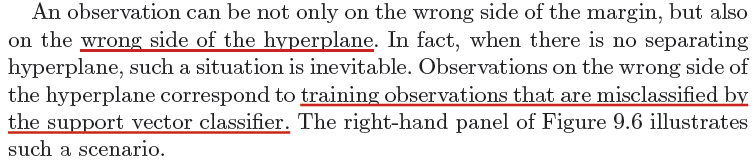 An observation can be not only on the wrong side of the margin, but also
on the wrong side of the hyperplane. In fact, when there is no separating
hyperplane, such a situation is inevitable. Observations on the wrong side of
the hyperplane correspond to training observations that are misclassified by
the support vector classifier. The right-hand panel of Figure 9.6 illustrates
such a scenario.